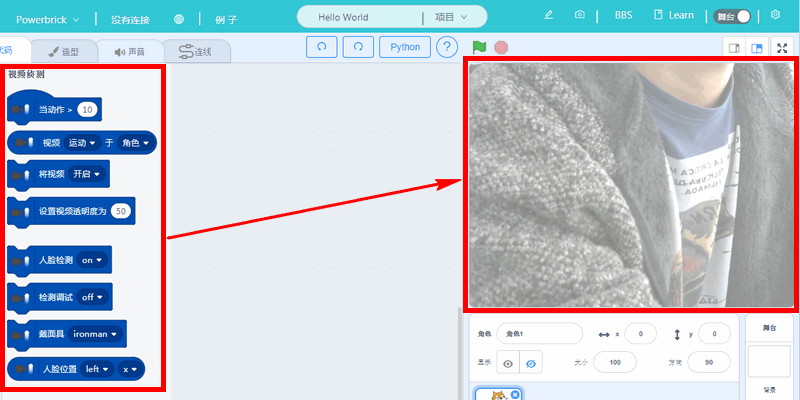 Powerbrick 没有连接 例子 Hello World 项目 BBS Learn 舞台
代码 造型 声音 连线 Python ?
视频侦测
当动作 > 10
视频 运动 于 角色
将视频 开启
设置视频透明度为 50
人脸检测 on
检测调试 off
戴面具 ironman
人脸位置 left x
LA CRITICA
FILMADA
角色 角色1 x 0 y 0
显示 大小 100 方向 90
舞台
背景